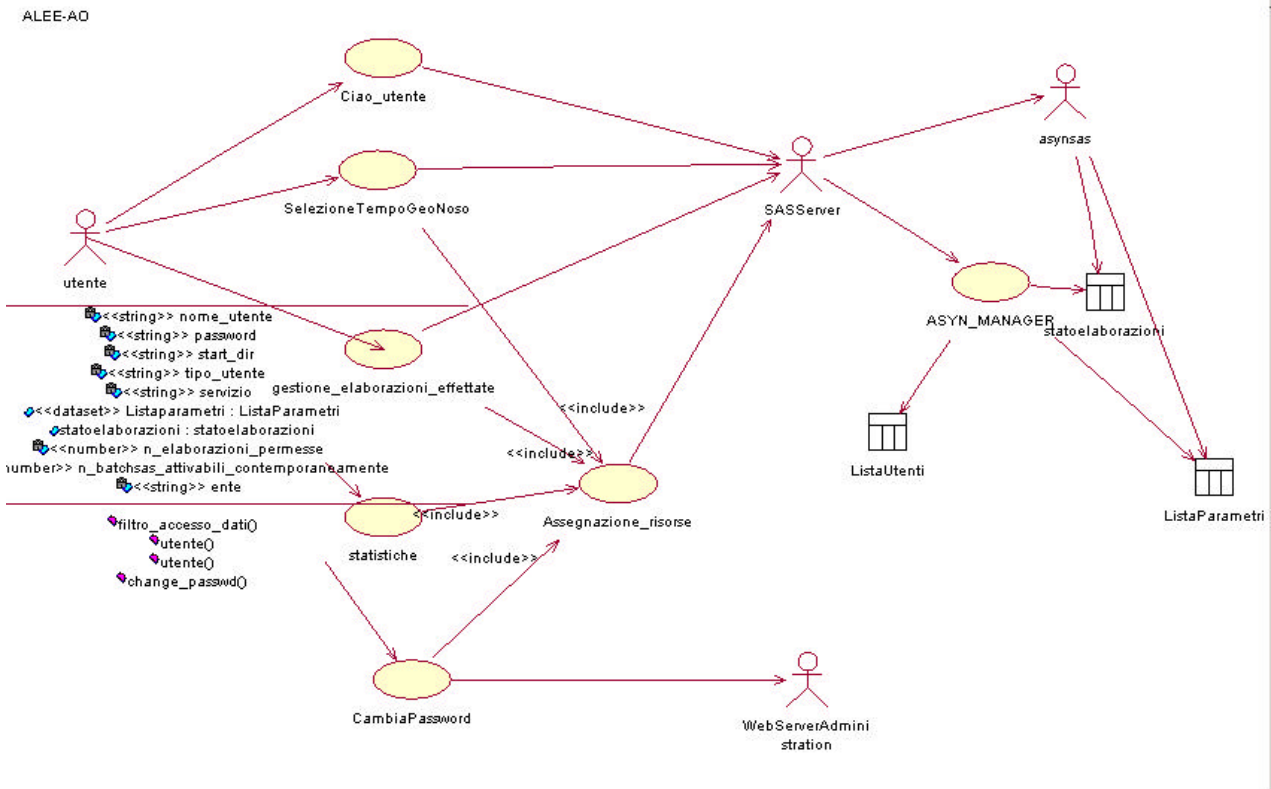 ALEE-AO
Ciao_utente
asynsas
SelezioneTempoGeoNoso
SASServer
utente
<<string>> nome_utente
<<string>> password
<<string>> start_dir
<<string>> tipo_utente
<<string>> servizio
<<dataset>> Listaparametri : ListaParametri
statoelaborazioni : statoelaborazioni
<<number>> n_elaborazioni_permesse
number>> n_batchsas_attivabili_contemporaneamente
<<string>> ente
filtro_accesso_dati()
utente()
utente()
change_passwd()
gestione_elaborazioni_effettate
ASYN_MANAGER
statoelaborazioni
<<include>>
<<include>>
ListaUtenti
ListaParametri
<<include>>
Assegnazione_risorse
statistiche
<<include>>
CambiaPassword
WebServerAdmini
stration